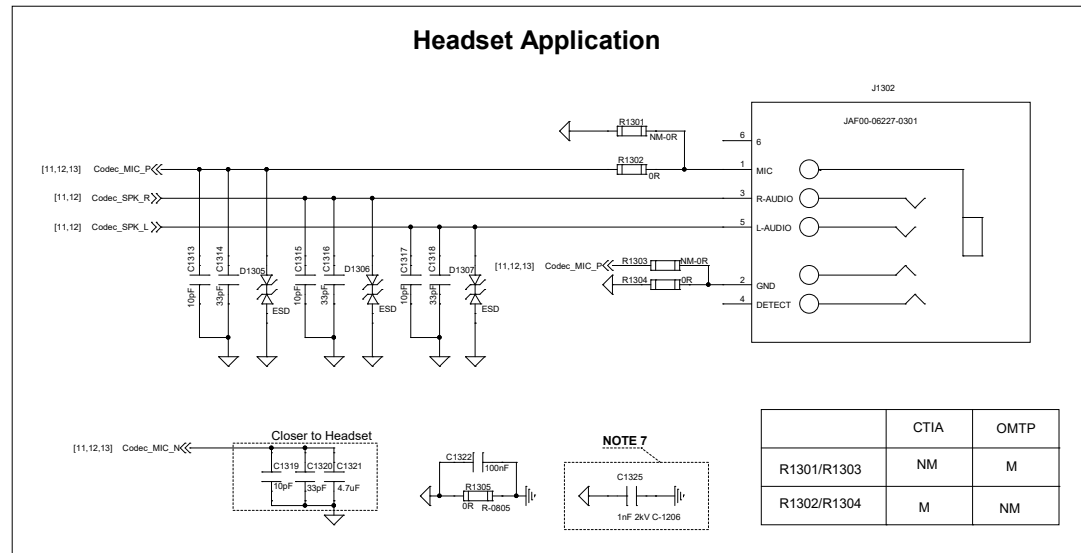 Headset Application
J1302
JAF00-06227-0301
R1301
NM-0R
6
6
[11,12,13] Codec_MIC_P
R1302
0R
1
MIC
[11,12] Codec_SPK_R
3
R-AUDIO
[11,12] Codec_SPK_L
5
L-AUDIO
C1313
10pF
C1314
33pF
D1305
ESD
C1315
10pF
C1316
33pF
D1306
ESD
C1317
10pF
C1318
33pF
D1307
ESD
[11,12,13] Codec_MIC_P
R1303
NM-0R
R1304
0R
2
GND
4
DETECT
[11,12,13] Codec_MIC_N
Closer to Headset
C1319
10pF
C1320
33pF
C1321
4.7uF
C1322
100nF
R1305
0R
R-0805
NOTE 7
C1325
1nF 2kV C-1206
CTIA OMTP
R1301/R1303 NM M
R1302/R1304 M NM